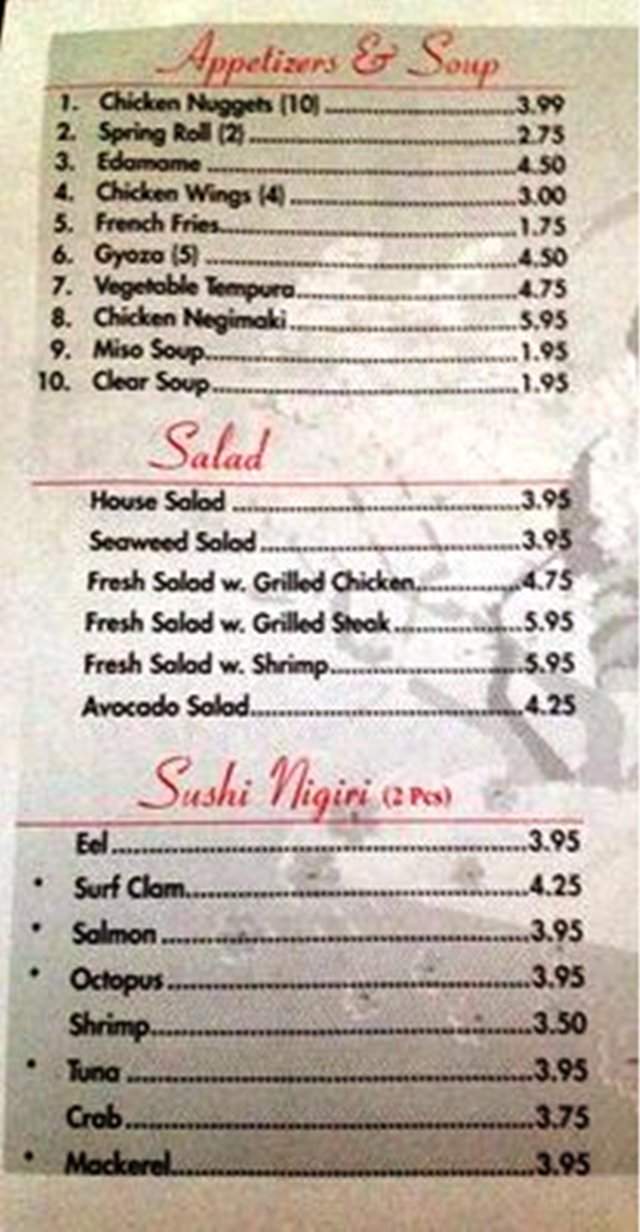 Appetizers & Soup
1. Chicken Nuggets (10) 3.99
2. Spring Roll (2) 2.75
3. Edamame 4.50
4. Chicken Wings (4) 3.00
5. French Fries 1.75
6. Gyoza (5) 4.50
7. Vegetable Tempura 4.75
8. Chicken Negimaki 5.95
9. Miso Soup 1.95
10. Clear Soup 1.95
Salad
House Salad 3.95
Seaweed Salad 3.95
Fresh Salad w. Grilled Chicken 4.75
Fresh Salad w. Grilled Steak 5.95
Fresh Salad w. Shrimp 5.95
Avocado Salad 4.25
Sushi Nigiri (2 Pcs)
Eel 3.95
* Surf Clam 4.25
* Salmon 3.95
* Octopus 3.95
Shrimp 3.50
* Tuna 3.95
Crab 3.75
* Mackerel 3.95